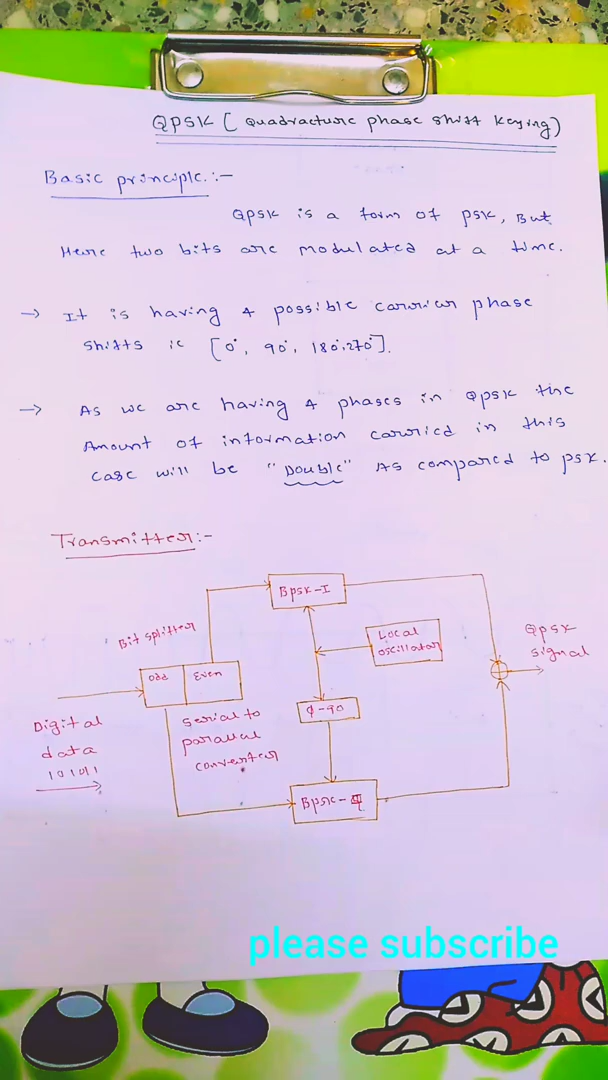 QPSK [ Quadracture phase shift keying)
Basic principle:-
Qpsk is a form of psk, But
Here two bits are modulated at a time.
→ It is having 4 possible carrier phase
shifts ie [0°, 90°, 180°.270°].
→ As we are having 4 phases in Qpsk the
Amount of information carried in this
case will be "Double" As compared to psk.
Transmitter:-
Bpsk-I
Bit splitter
Local
oscillator
Qpsk
signal
odd Even
φ-90
Digital
data
101011
serial to
parallel
converter
Bpsk-II
please subscribe